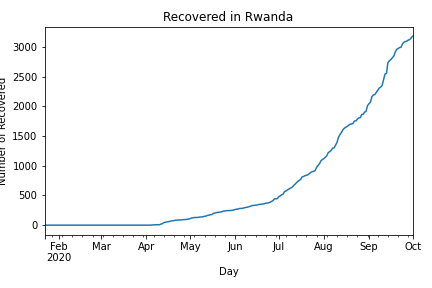 Recovered in Rwanda
Number of Recovered
3000
2500
2000
1500
1000
500
0
Feb Mar Apr May Jun Jul Aug Sep Oct
2020
Day